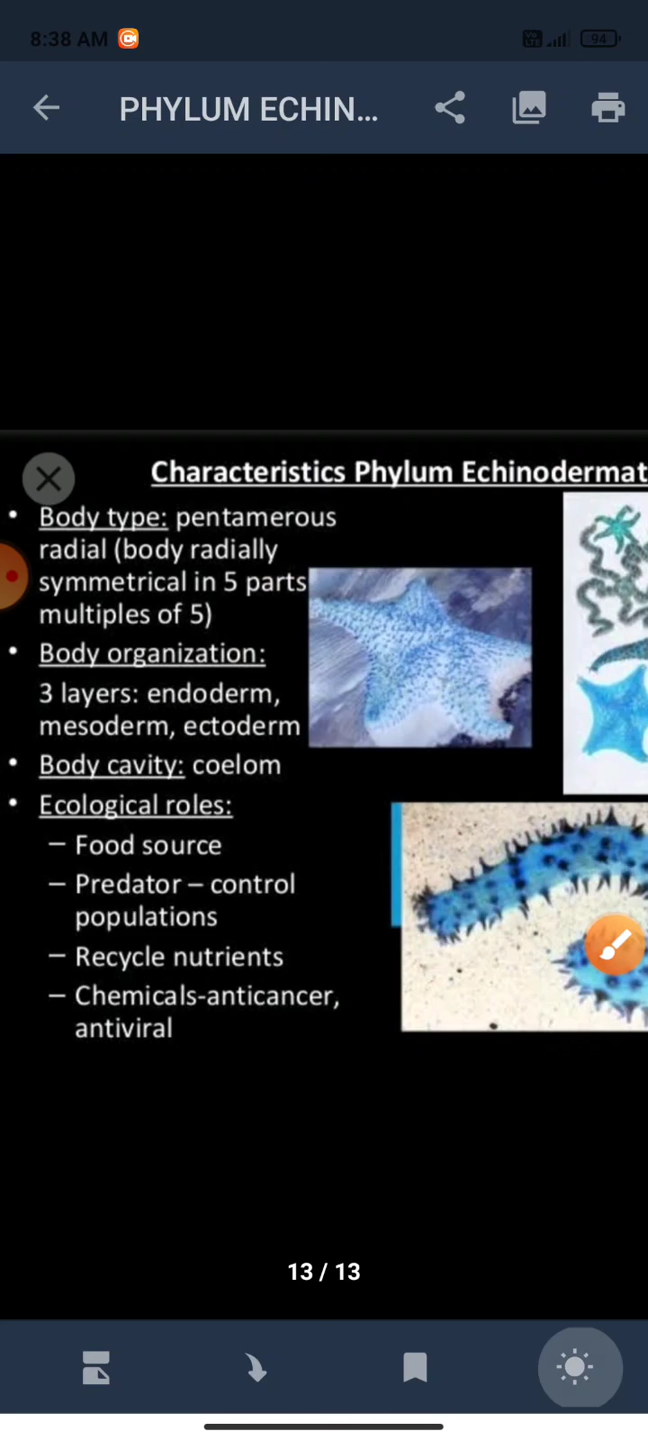 8:38 AM
94
PHYLUM ECHIN...
Characteristics Phylum Echinodermat
• Body type: pentamerous
radial (body radially
symmetrical in 5 parts
multiples of 5)
• Body organization:
3 layers: endoderm,
mesoderm, ectoderm
• Body cavity: coelom
• Ecological roles:
– Food source
– Predator – control
populations
– Recycle nutrients
– Chemicals-anticancer,
antiviral
13 / 13